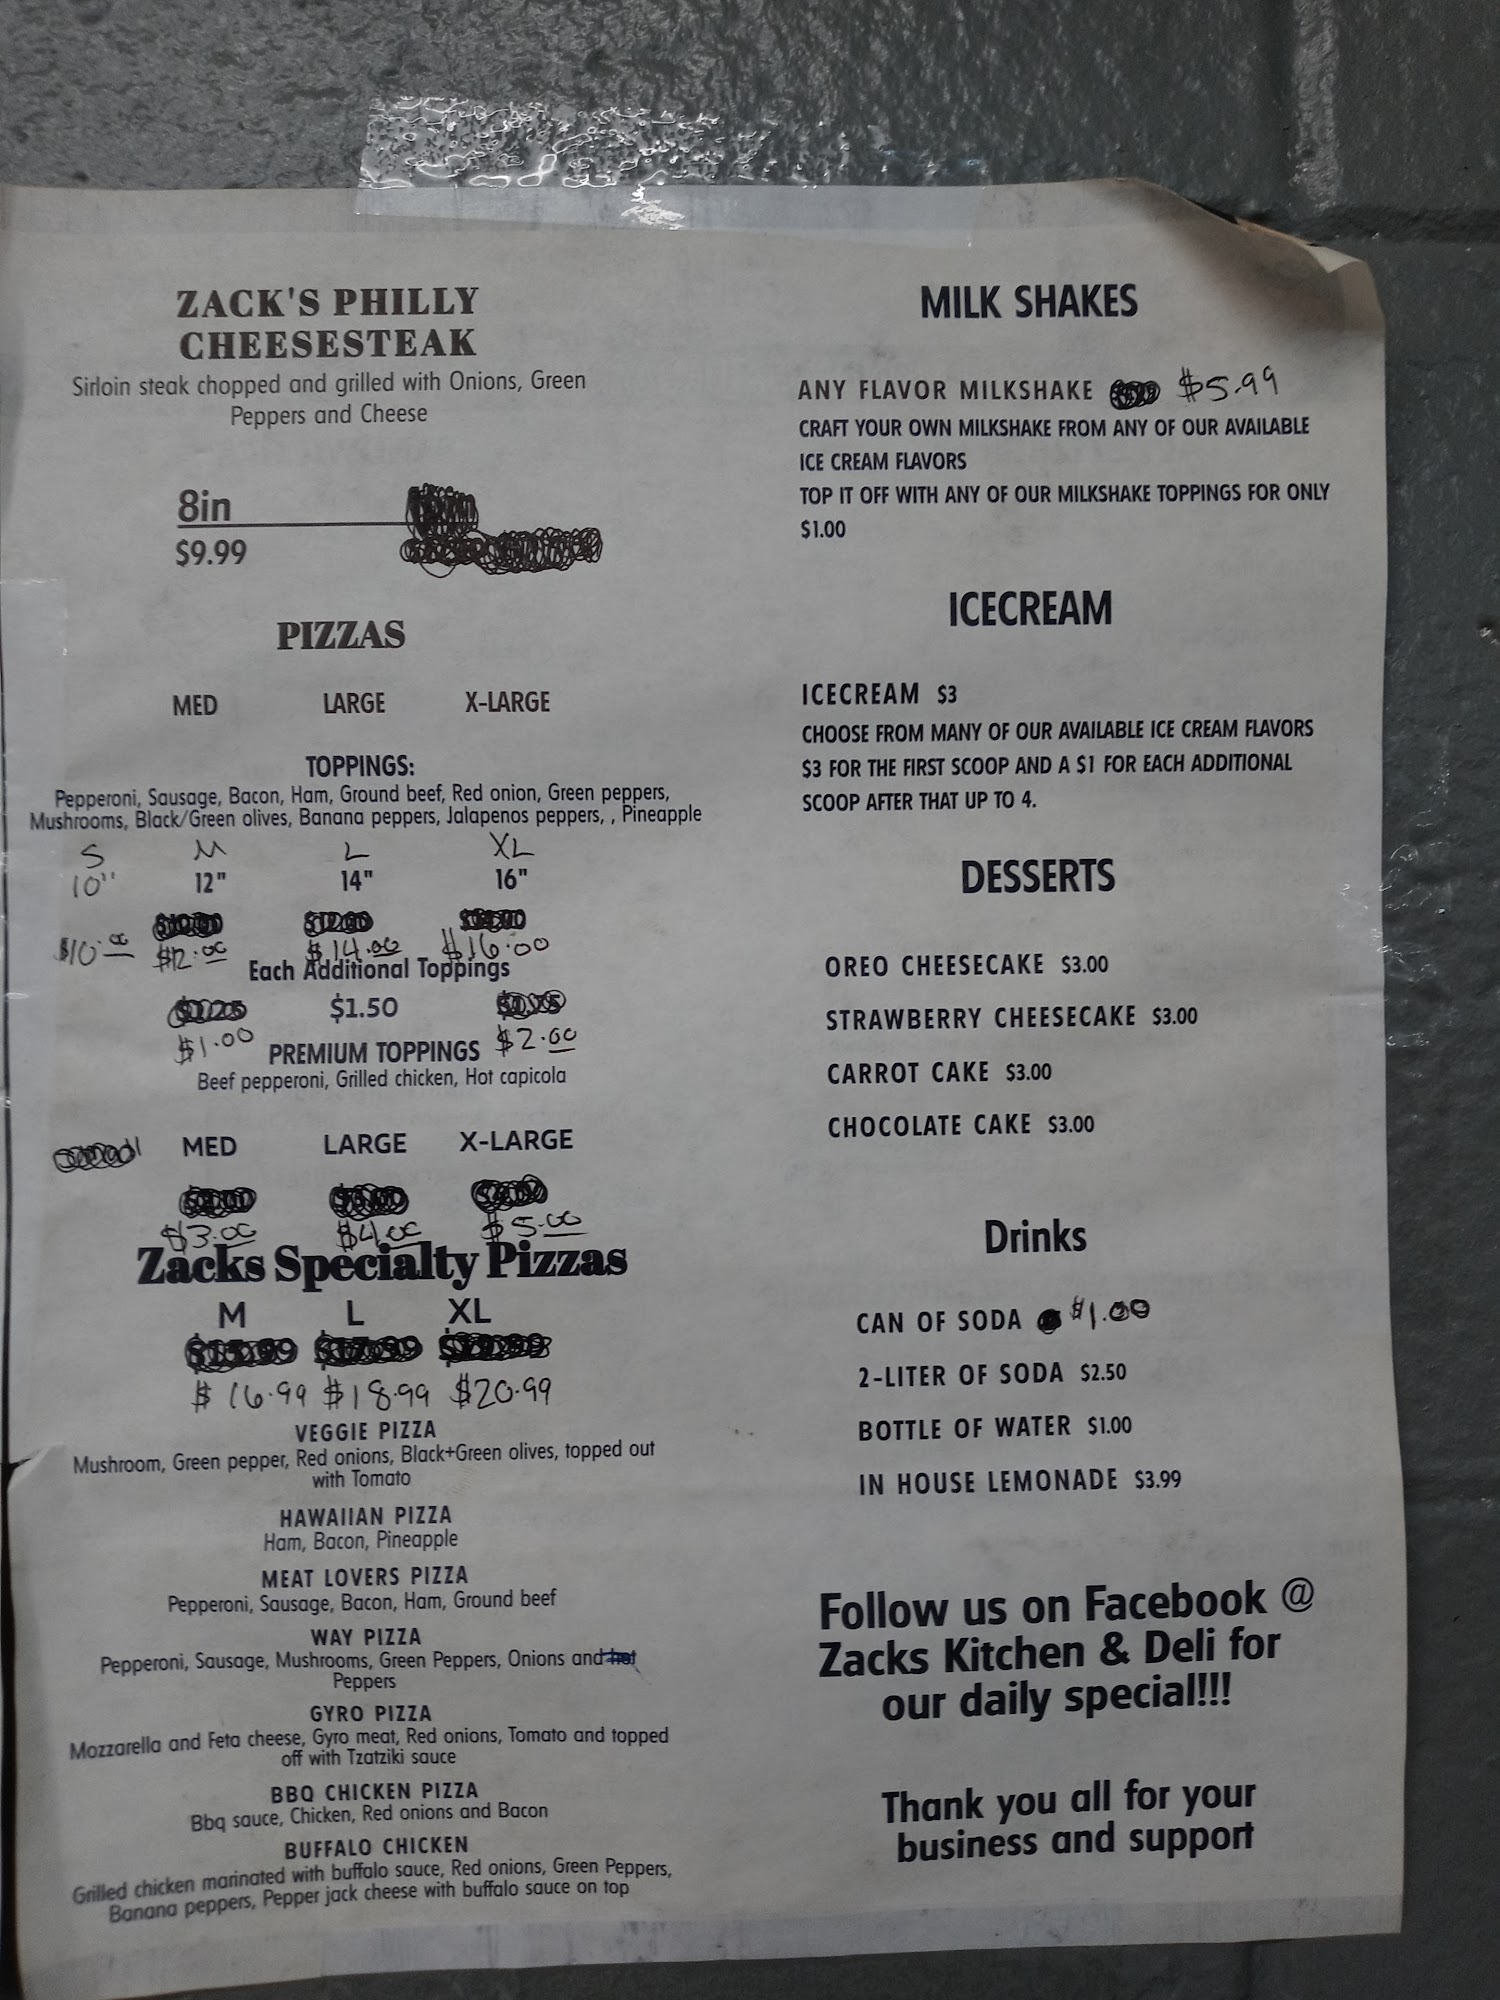 ZACK'S PHILLY
CHEESESTEAK
Sirloin steak chopped and grilled with Onions, Green
Peppers and Cheese
8in
$9.99
PIZZAS
MED LARGE X-LARGE
TOPPINGS:
Pepperoni, Sausage, Bacon, Ham, Ground beef, Red onion, Green peppers,
Mushrooms, Black/Green olives, Banana peppers, Jalapenos peppers, , Pineapple
S M L XL
10" 12" 14" 16"
$10.00 $12.00 $14.00 $16.00
Each Additional Toppings
$1.50
$1.00 $2.00
PREMIUM TOPPINGS
Beef pepperoni, Grilled chicken, Hot capicola
MED LARGE X-LARGE
$3.00 $4.00 $5.00
Zacks Specialty Pizzas
M L XL
$16.99 $18.99 $20.99
VEGGIE PIZZA
Mushroom, Green pepper, Red onions, Black+Green olives, topped out
with Tomato
HAWAIIAN PIZZA
Ham, Bacon, Pineapple
MEAT LOVERS PIZZA
Pepperoni, Sausage, Bacon, Ham, Ground beef
WAY PIZZA
Pepperoni, Sausage, Mushrooms, Green Peppers, Onions and hot
Peppers
GYRO PIZZA
Mozzarella and Feta cheese, Gyro meat, Red onions, Tomato and topped
off with Tzatziki sauce
BBQ CHICKEN PIZZA
Bbq sauce, Chicken, Red onions and Bacon
BUFFALO CHICKEN
Grilled chicken marinated with buffalo sauce, Red onions, Green Peppers,
Banana peppers, Pepper jack cheese with buffalo sauce on top
MILK SHAKES
ANY FLAVOR MILKSHAKE $5.99
CRAFT YOUR OWN MILKSHAKE FROM ANY OF OUR AVAILABLE
ICE CREAM FLAVORS
TOP IT OFF WITH ANY OF OUR MILKSHAKE TOPPINGS FOR ONLY
$1.00
ICECREAM
ICECREAM $3
CHOOSE FROM MANY OF OUR AVAILABLE ICE CREAM FLAVORS
$3 FOR THE FIRST SCOOP AND A $1 FOR EACH ADDITIONAL
SCOOP AFTER THAT UP TO 4.
DESSERTS
OREO CHEESECAKE $3.00
STRAWBERRY CHEESECAKE $3.00
CARROT CAKE $3.00
CHOCOLATE CAKE $3.00
Drinks
CAN OF SODA $1.00
2-LITER OF SODA $2.50
BOTTLE OF WATER $1.00
IN HOUSE LEMONADE $3.99
Follow us on Facebook @
Zacks Kitchen & Deli for
our daily special!!!
Thank you all for your
business and support